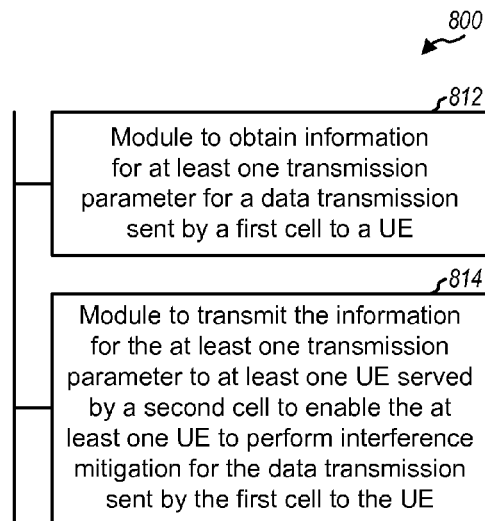 800
812
Module to obtain information
for at least one transmission
parameter for a data transmission
sent by a first cell to a UE
814
Module to transmit the information
for the at least one transmission
parameter to at least one UE served
by a second cell to enable the at
least one UE to perform interference
mitigation for the data transmission
sent by the first cell to the UE